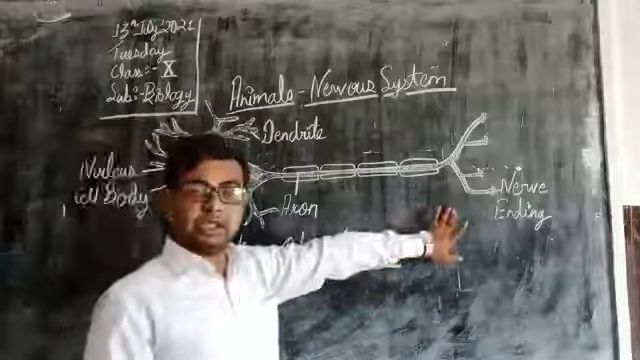 13th July 2021
Tuesday
Class:- X
Sub:- Biology
Animals - Nervous System
Dendrite
Nucleus
Cell Body
Axon
Nerve
Ending